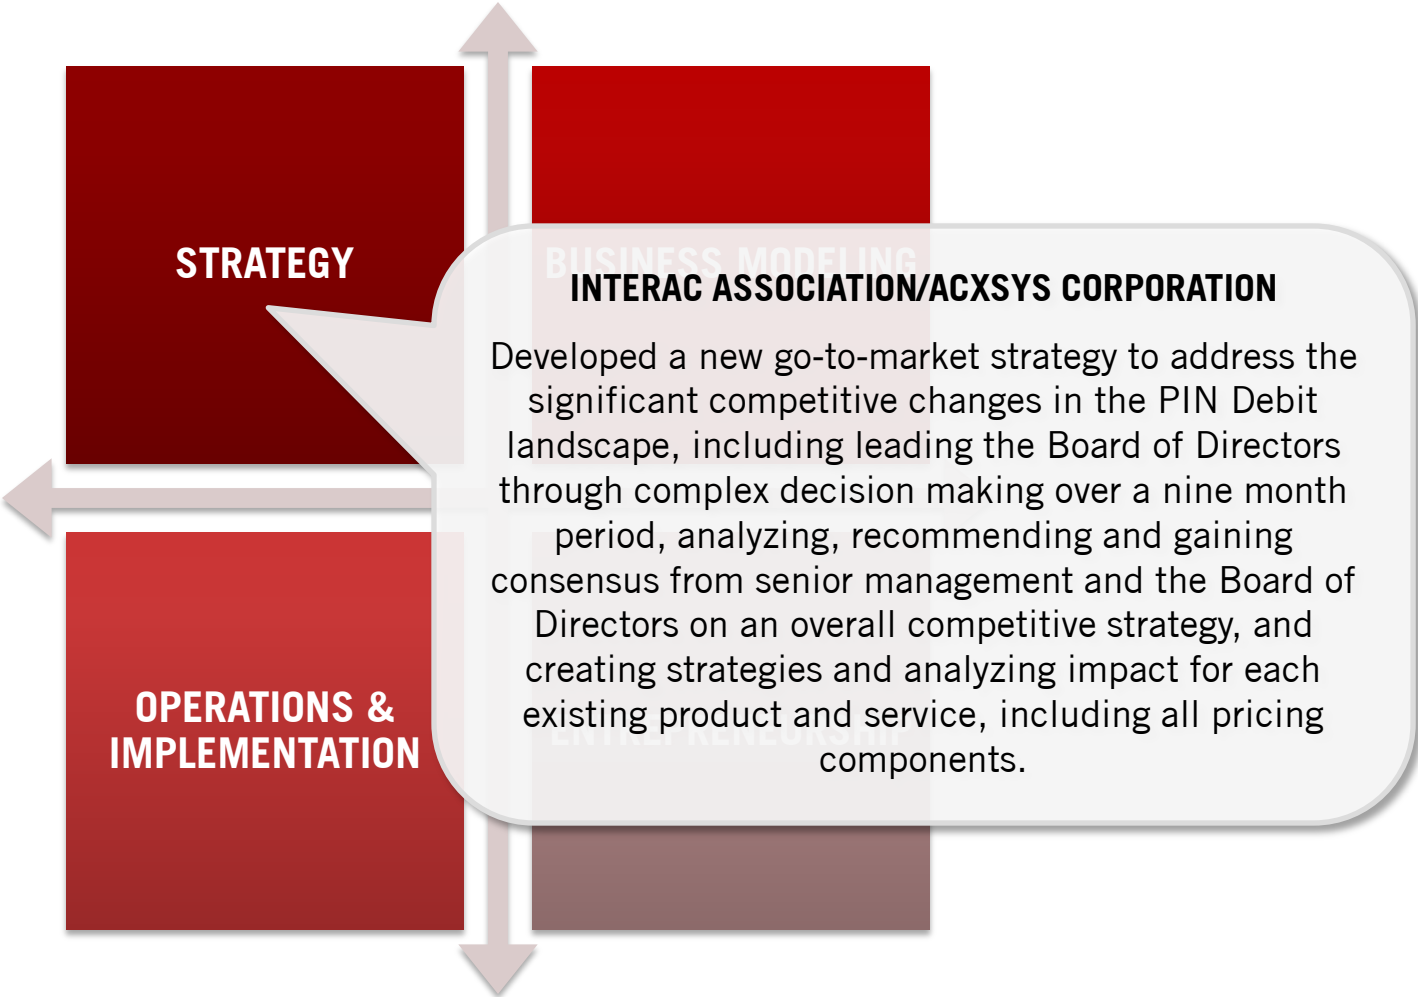 STRATEGY
BUSINESS MODELING
INTERAC ASSOCIATION/ACXSYS CORPORATION
Developed a new go-to-market strategy to address the
significant competitive changes in the PIN Debit
landscape, including leading the Board of Directors
through complex decision making over a nine month
period, analyzing, recommending and gaining
consensus from senior management and the Board of
Directors on an overall competitive strategy, and
creating strategies and analyzing impact for each
existing product and service, including all pricing
components.
OPERATIONS &
IMPLEMENTATION
ENTREPRENEURSHIP